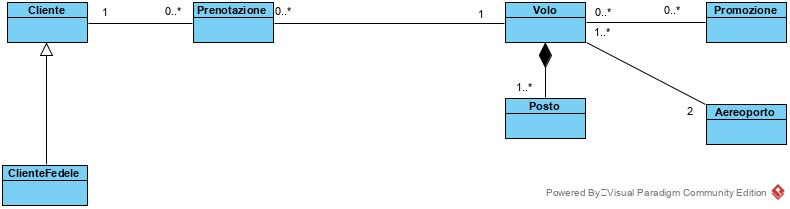 Cliente
1
0..*
Prenotazione
0..*
1
Volo
0..*
0..*
Promozione
1..*
1..*
Posto
2
Aereoporto
ClienteFedele
Powered By Visual Paradigm Community Edition